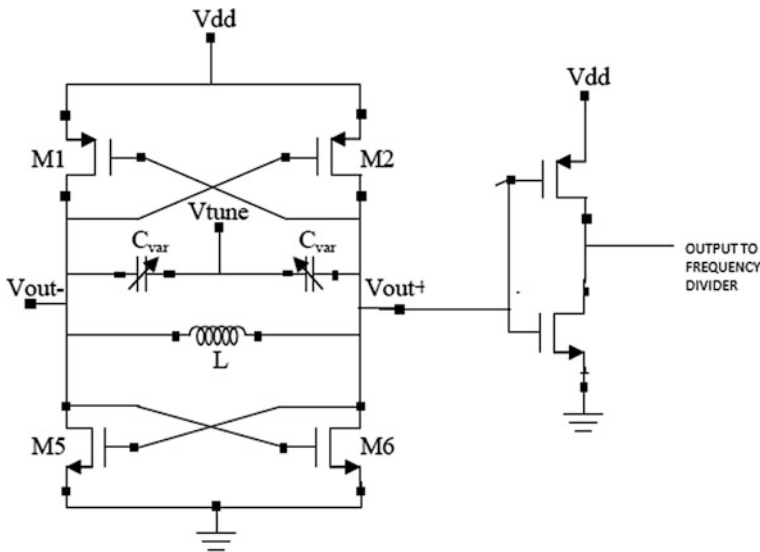 Vdd
Vdd
M1
M2
Vtune
Cvar
Cvar
OUTPUT TO
FREQUENCY
DIVIDER
Vout-
Vout+
L
M5
M6